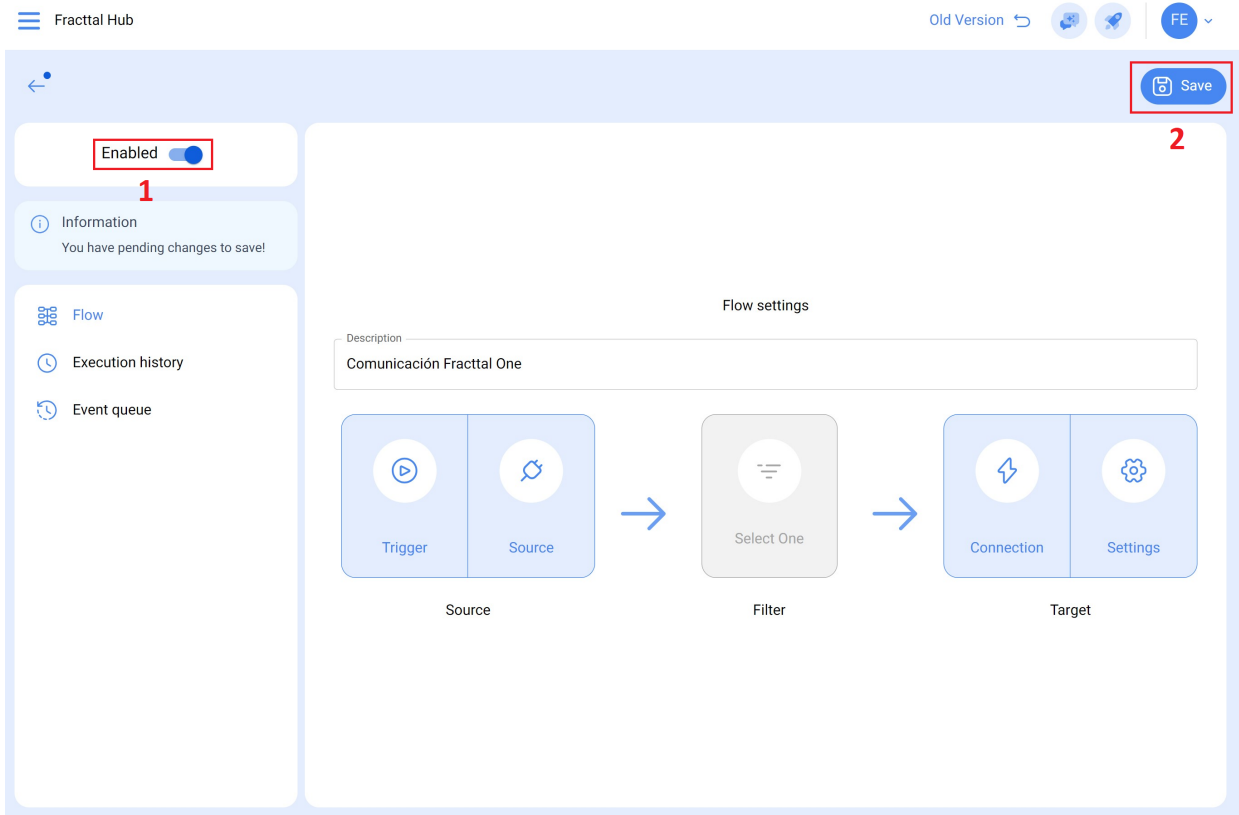 Fracttal Hub
Old Version
FE
Save
2
Enabled
1
Information
You have pending changes to save!
Flow
Execution history
Event queue
Flow settings
Description
Comunicación Fracttal One
Trigger
Source
Select One
Connection
Settings
Source
Filter
Target